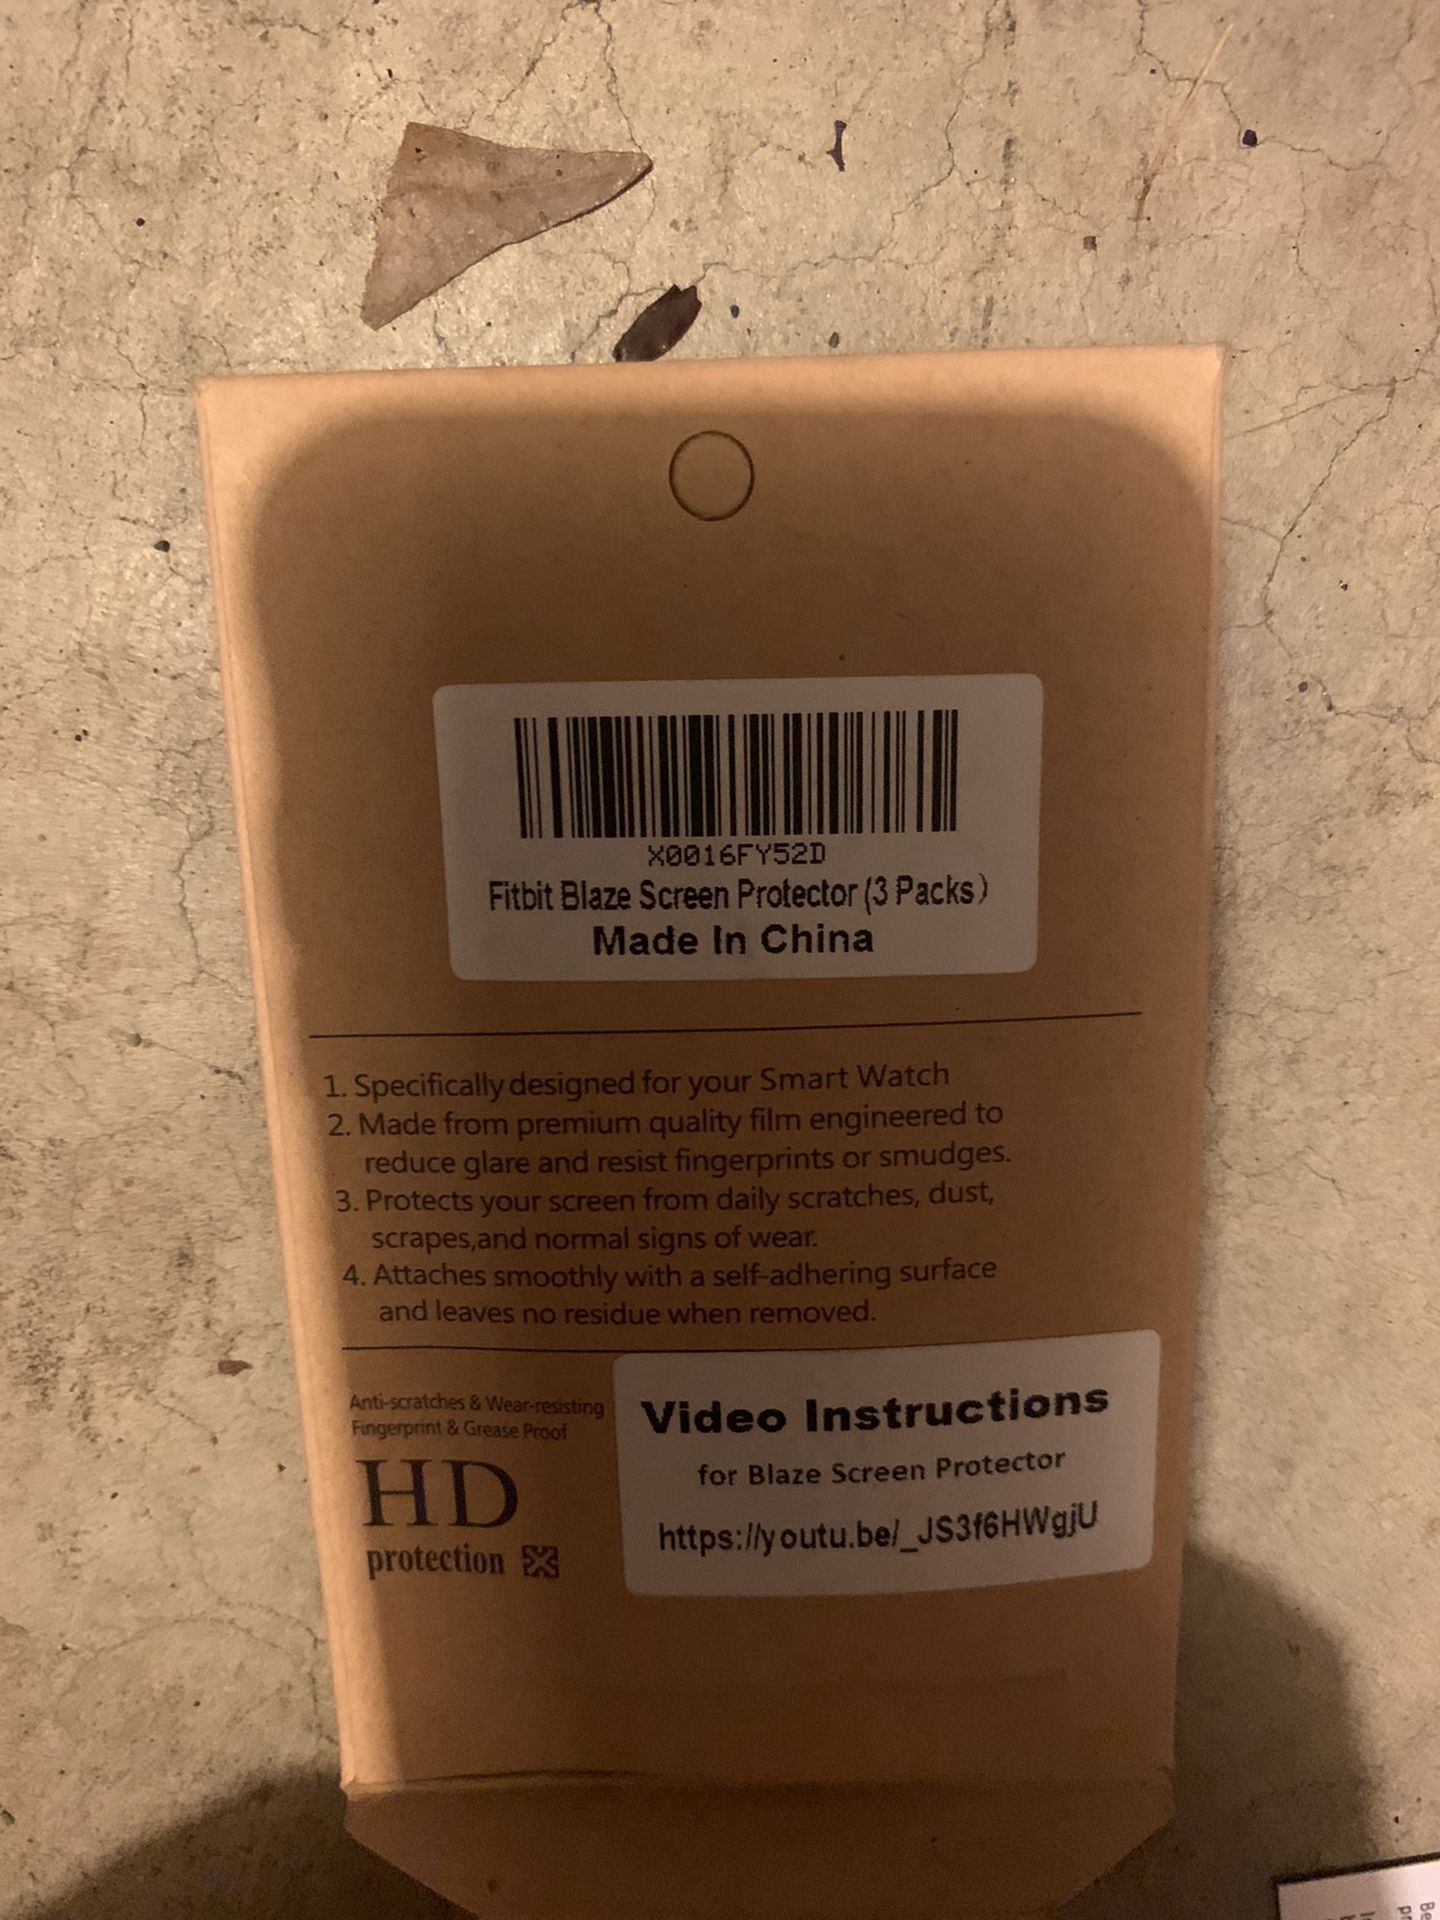 X0016FY52D
Fitbit Blaze Screen Protector (3 Packs)
Made In China
1. Specifically designed for your Smart Watch
2. Made from premium quality film engineered to
reduce glare and resist fingerprints or smudges.
3. Protects your screen from daily scratches, dust,
scrapes,and normal signs of wear.
4. Attaches smoothly with a self-adhering surface
and leaves no residue when removed.
Anti-scratches & Wear-resisting
Fingerprint & Grease Proof
HD
protection
Video Instructions
for Blaze Screen Protector
https://youtu.be/_JS3f6HWgjU